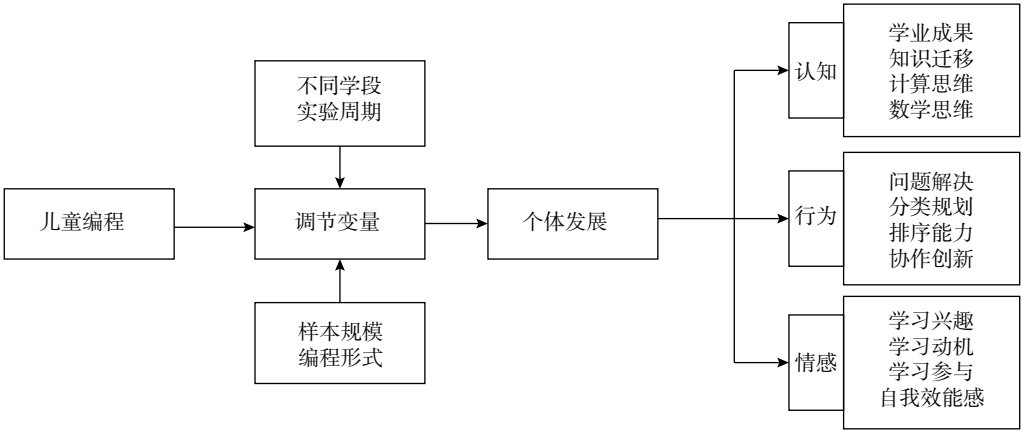 儿童编程
不同学段
实验周期
调节变量
样本规模
编程形式
个体发展
认知
学业成果
知识迁移
计算思维
数学思维
行为
问题解决
分类规划
排序能力
协作创新
情感
学习兴趣
学习动机
学习参与
自我效能感